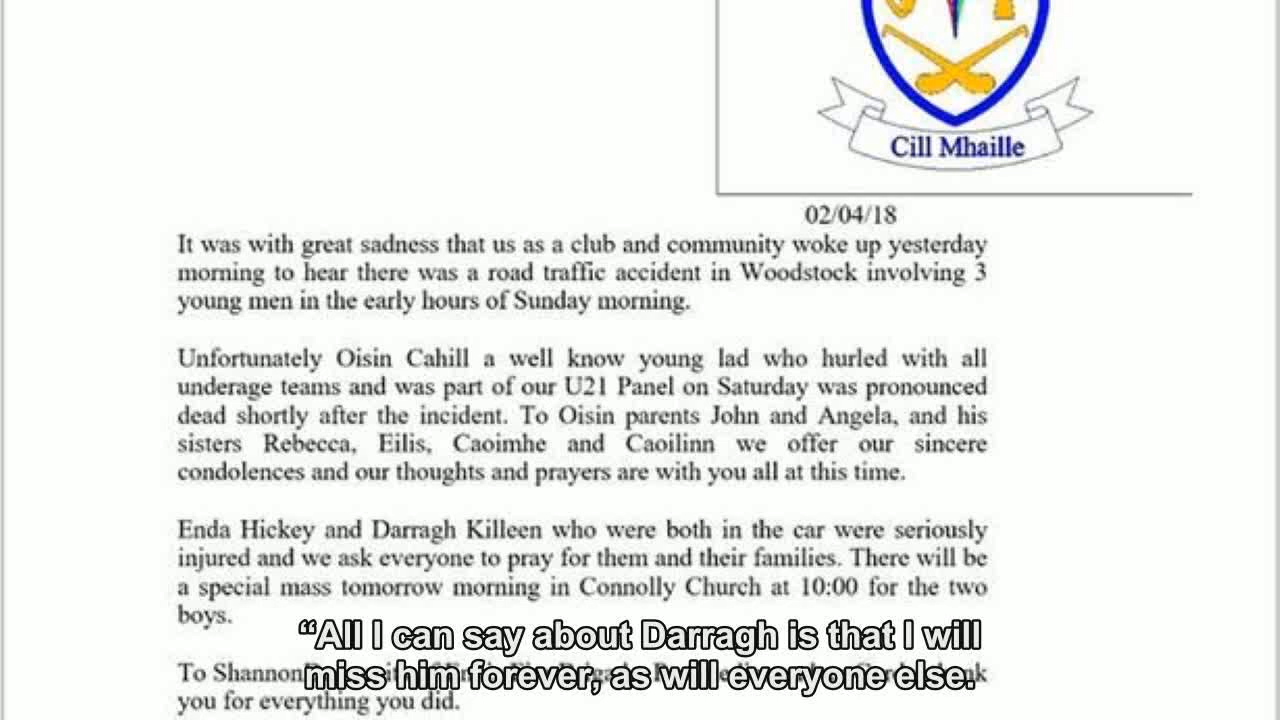 Cill Mhaille
02/04/18
It was with great sadness that us as a club and community woke up yesterday
morning to hear there was a road traffic accident in Woodstock involving 3
young men in the early hours of Sunday morning.
Unfortunately Oisin Cahill a well know young lad who hurled with all
underage teams and was part of our U21 Panel on Saturday was pronounced
dead shortly after the incident. To Oisin parents John and Angela, and his
sisters Rebecca, Eilis, Caoimhe and Caoilinn we offer our sincere
condolences and our thoughts and prayers are with you all at this time.
Enda Hickey and Darragh Killeen who were both in the car were seriously
injured and we ask everyone to pray for them and their families. There will be
a special mass tomorrow morning in Connolly Church at 10:00 for the two
boys.
“All I can say about Darragh is that I will
To Shannon
miss him forever, as will everyone else.
you for everything you did.